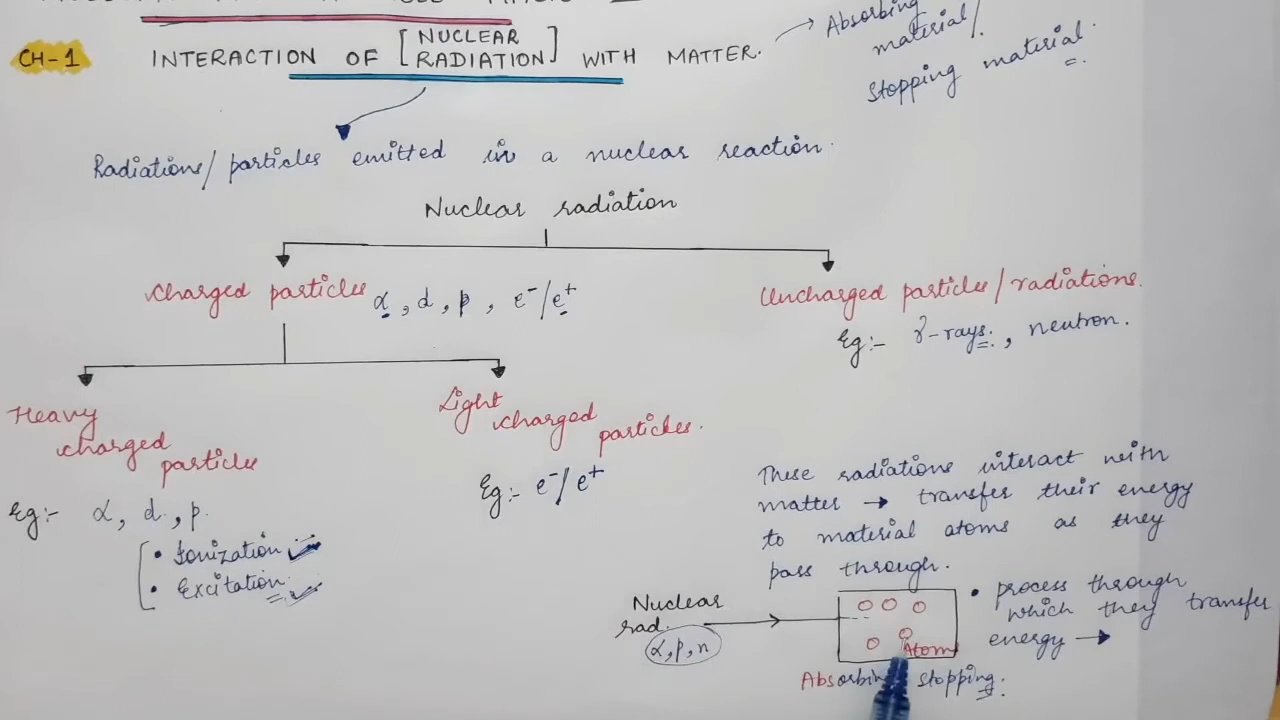 CH-1
INTERACTION OF [NUCLEAR RADIATION] WITH MATTER.
Absorbing
material/
Stopping material.
Radiations/particles emitted in a nuclear reaction.
Nuclear radiation
Charged particles α, d, p, e⁻/e⁺
Uncharged particles/radiations.
Eg:- γ-rays, neutron.
Heavy
charged
particles
Eg:- α, d, p.
• Ionization
• Excitation
Light
charged
particles.
Eg:- e⁻/e⁺
These radiations interact with
matter → transfer their energy
to material atoms as they
pass through.
Nuclear
rad.
α, p, n
Atom
Absorbing stopping.
• process through
which they transfer
energy →